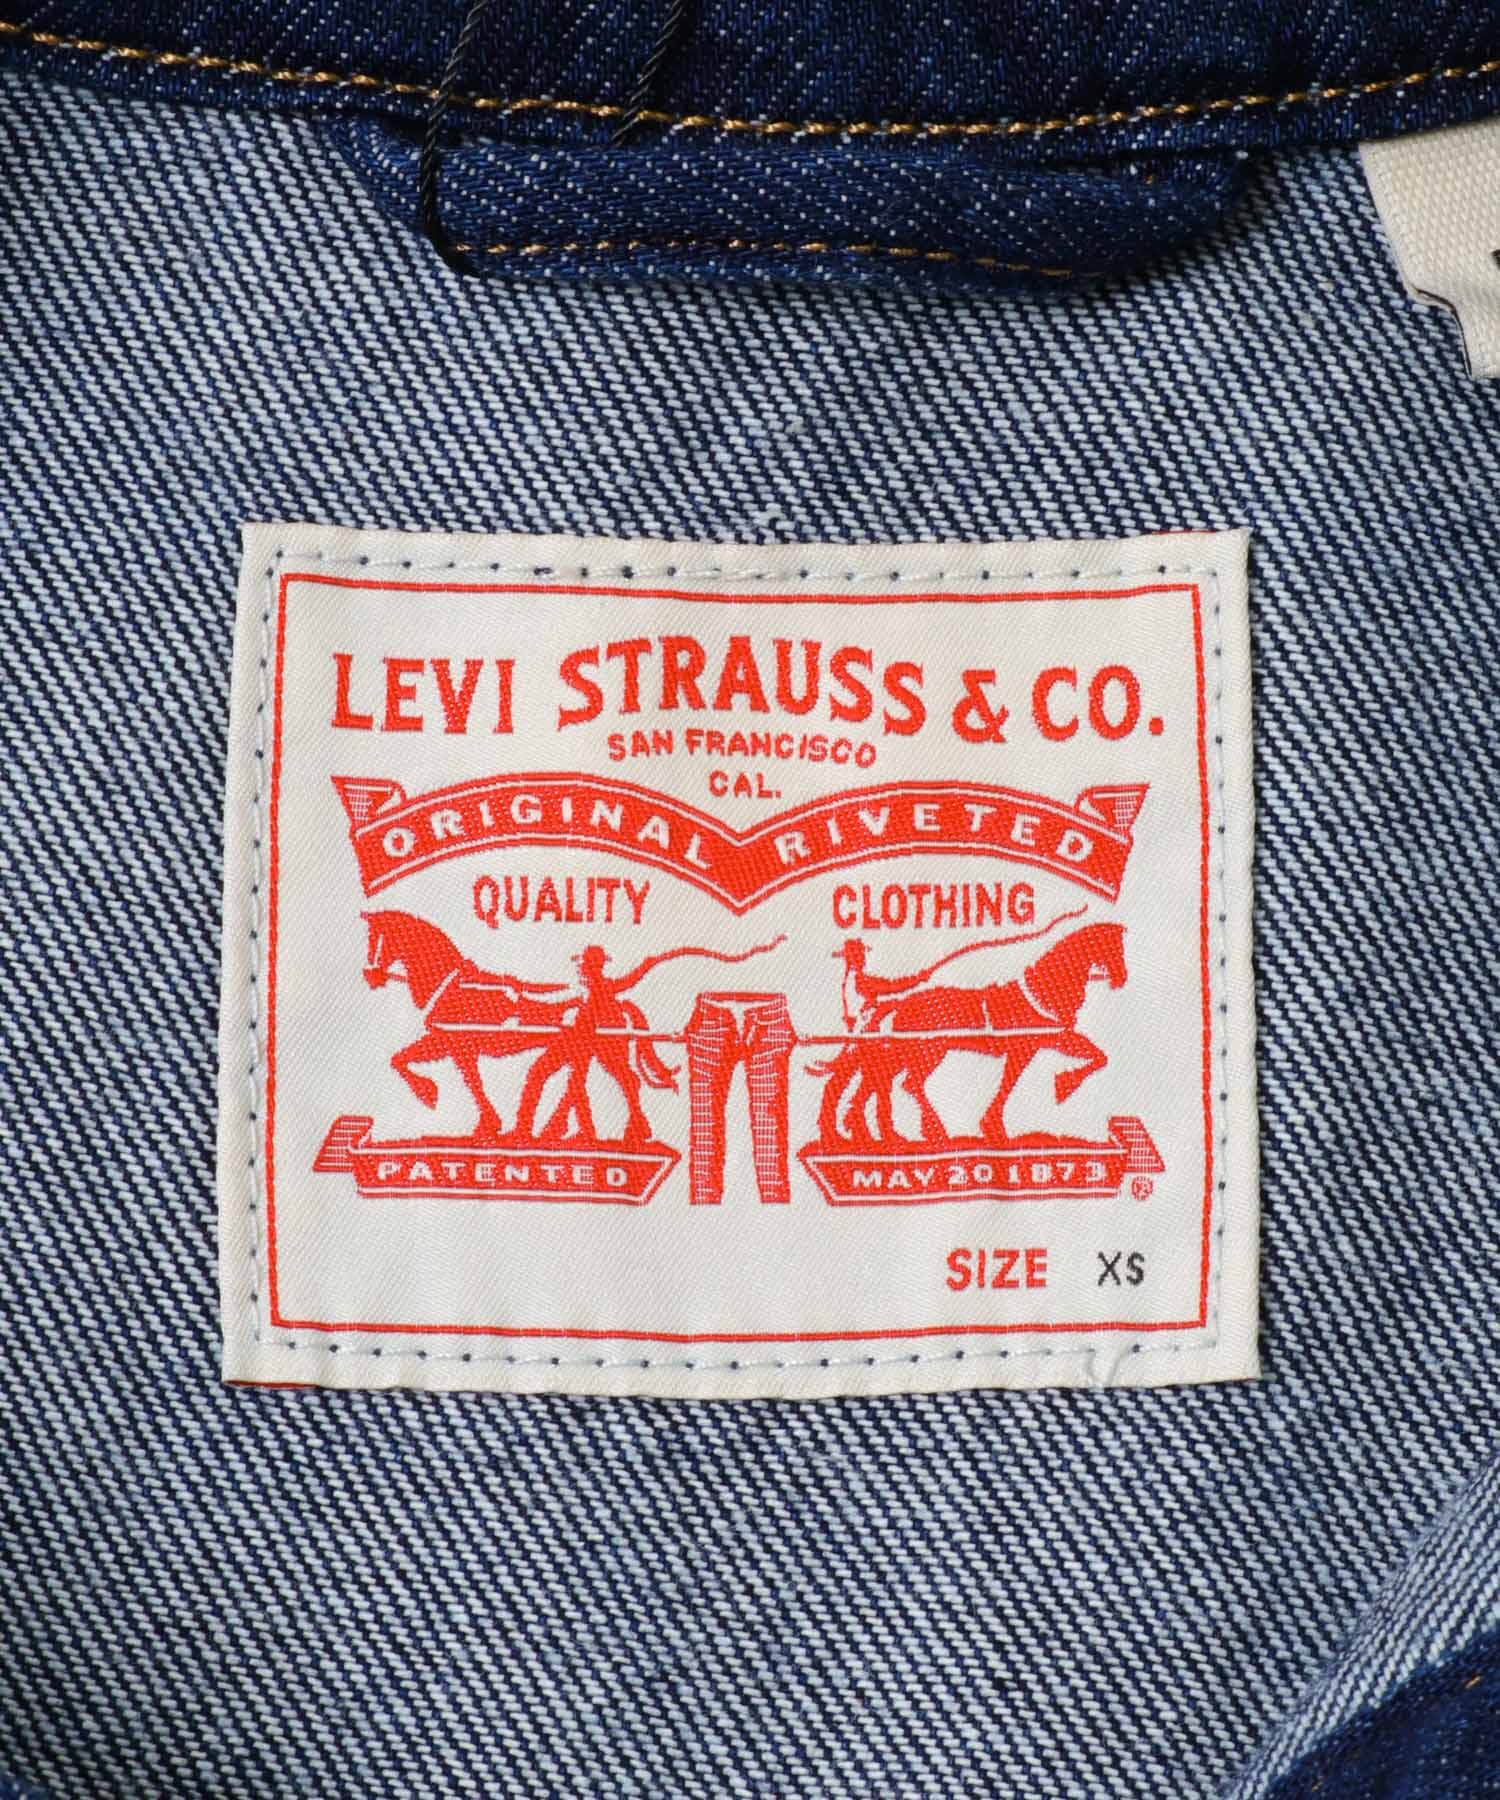 LEVI STRAUSS & CO.
SAN FRANCISCO
CAL.
ORIGINAL RIVETED
QUALITY CLOTHING
PATENTED MAY 20 1873 ®
SIZE XS